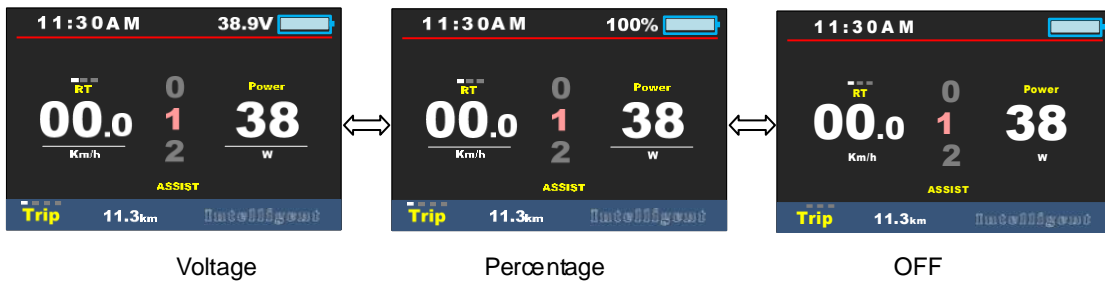 11:30AM 38.9V
RT 0 Power
00.0 1 38
Km/h 2 W
ASSIST
Trip 11.3km Intelligent
11:30AM 100%
RT 0 Power
00.0 1 38
Km/h 2 W
ASSIST
Trip 11.3km Intelligent
11:30AM
RT 0 Power
00.0 1 38
Km/h 2 W
ASSIST
Trip 11.3km Intelligent
Voltage Percentage OFF